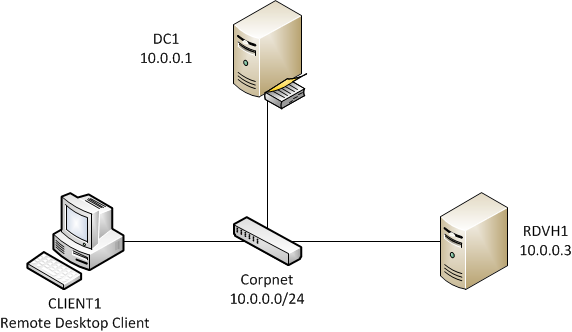 DC1
10.0.0.1
RDVH1
10.0.0.3
Corpnet
10.0.0.0/24
CLIENT1
Remote Desktop Client